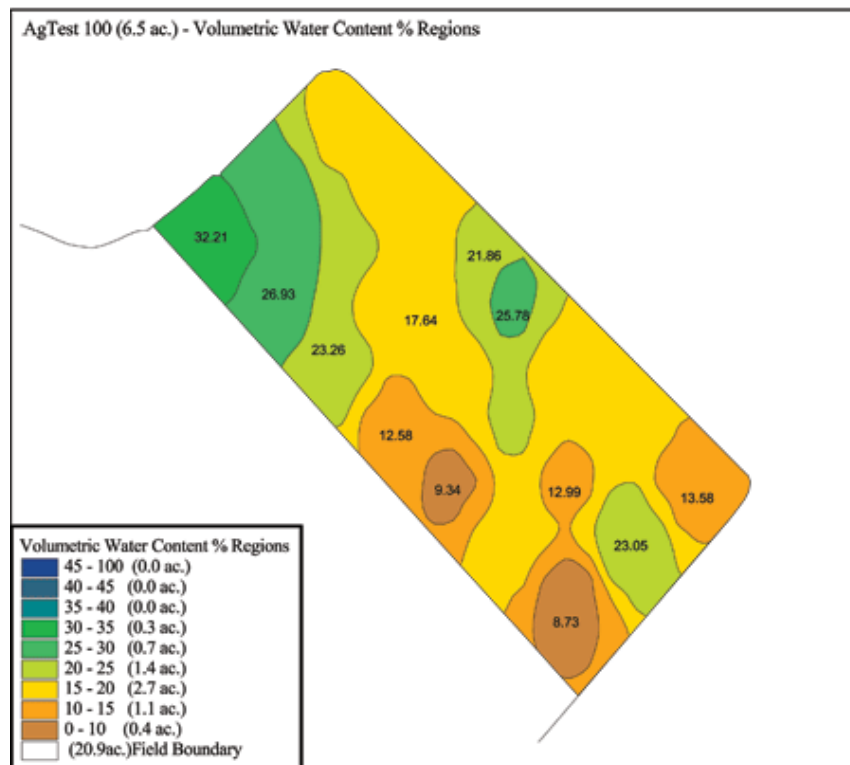 AgTest 100 (6.5 ac.) - Volumetric Water Content % Regions
32.21
21.86
26.93
25.78
17.64
23.26
12.58
9.34
12.99
13.58
23.05
8.73
Volumetric Water Content % Regions
45 - 100 (0.0 ac.)
40 - 45 (0.0 ac.)
35 - 40 (0.0 ac.)
30 - 35 (0.3 ac.)
25 - 30 (0.7 ac.)
20 - 25 (1.4 ac.)
15 - 20 (2.7 ac.)
10 - 15 (1.1 ac.)
0 - 10 (0.4 ac.)
(20.9ac.)Field Boundary